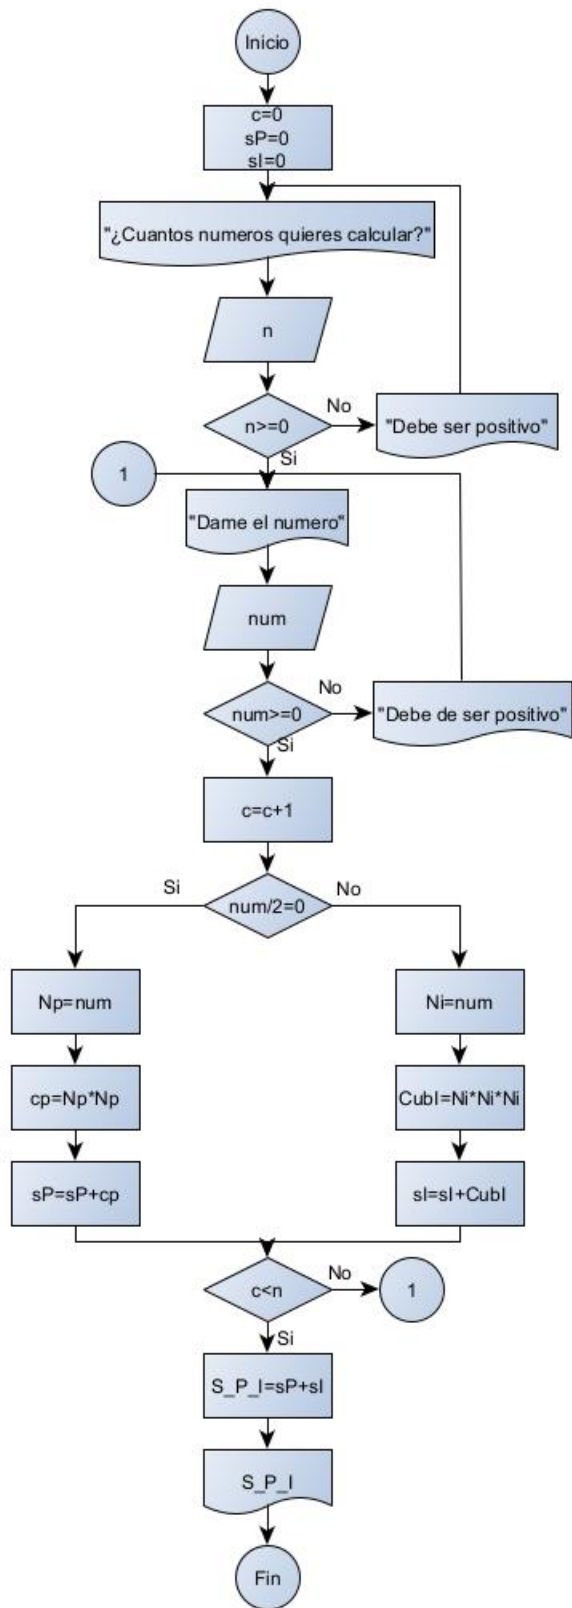 Inicio
c=0
sP=0
sI=0
"¿Cuantos numeros quieres calcular?"
n
n>=0
No
"Debe ser positivo"
Si
1
"Dame el numero"
num
num>=0
No
"Debe de ser positivo"
Si
c=c+1
num/2=0
Si
No
Np=num
Ni=num
cp=Np*Np
CubI=Ni*Ni*Ni
sP=sP+cp
sI=sI+CubI
c<n
No
1
Si
S_P_I=sP+sI
S_P_I
Fin